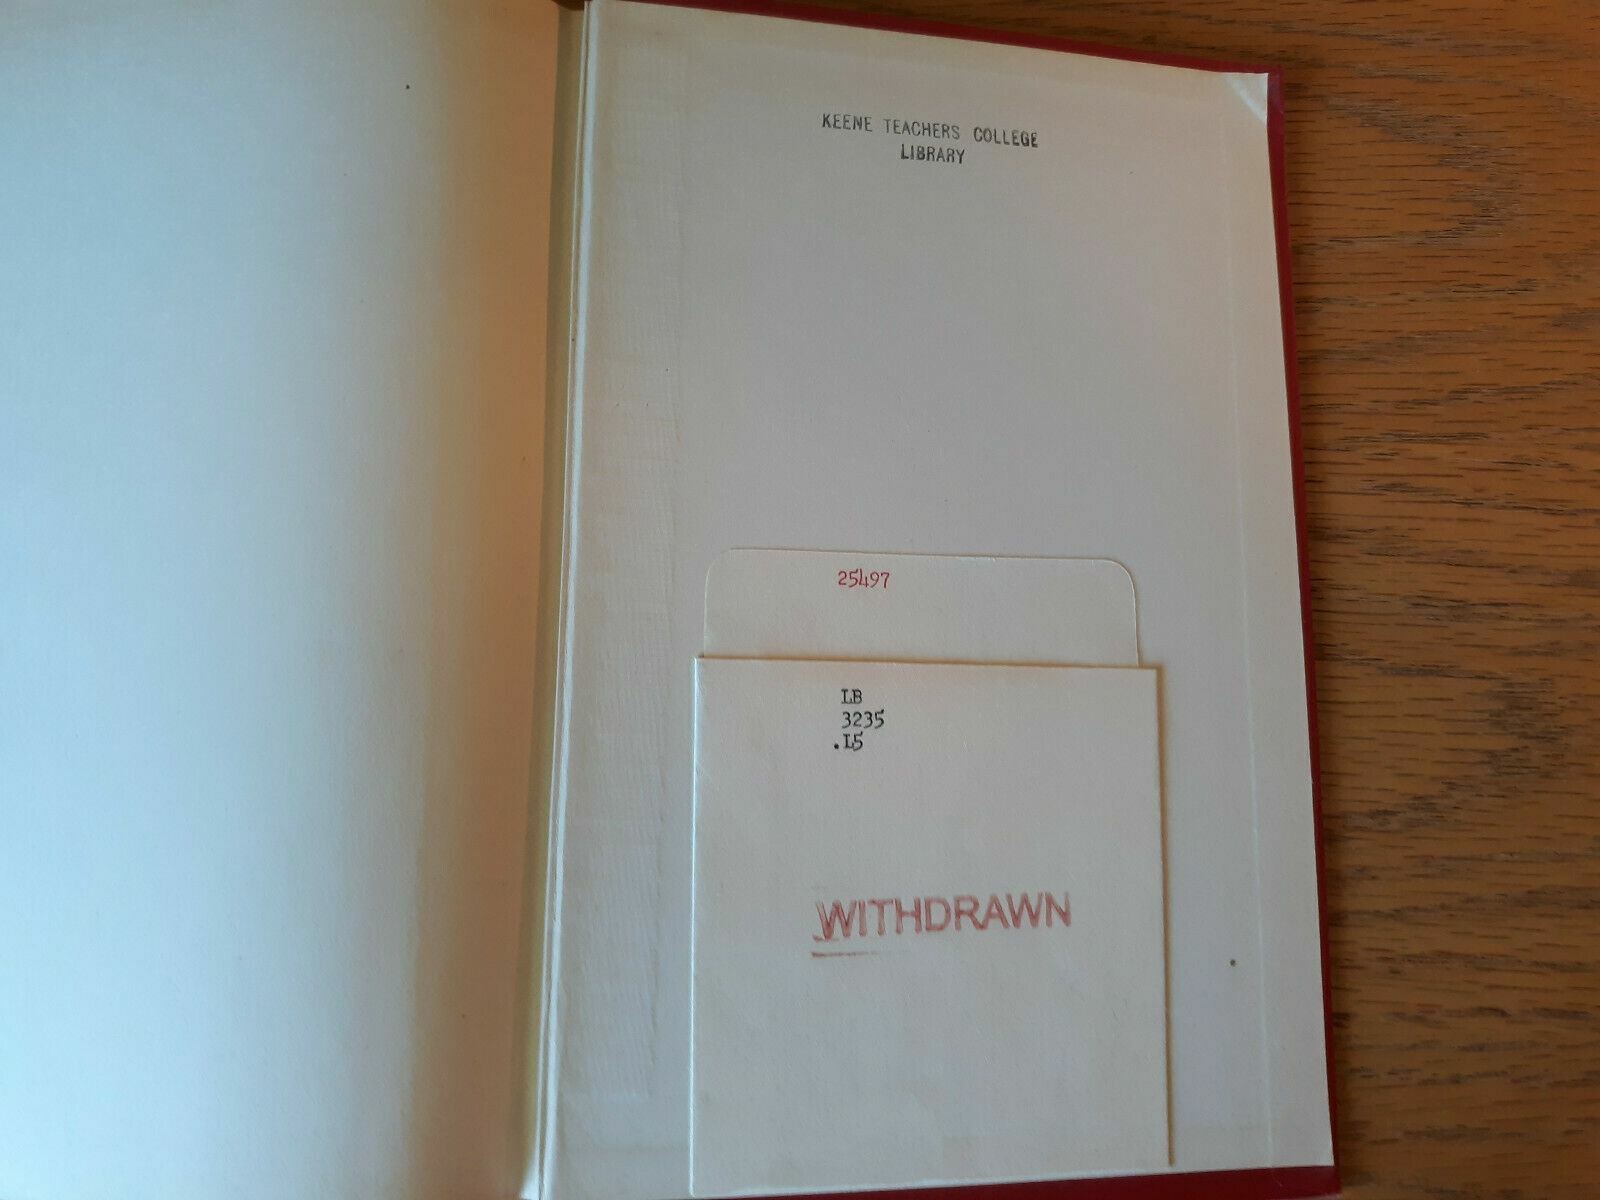 KEENE TEACHERS COLLEGE
LIBRARY
25497
LB
3235
.L5
WITHDRAWN